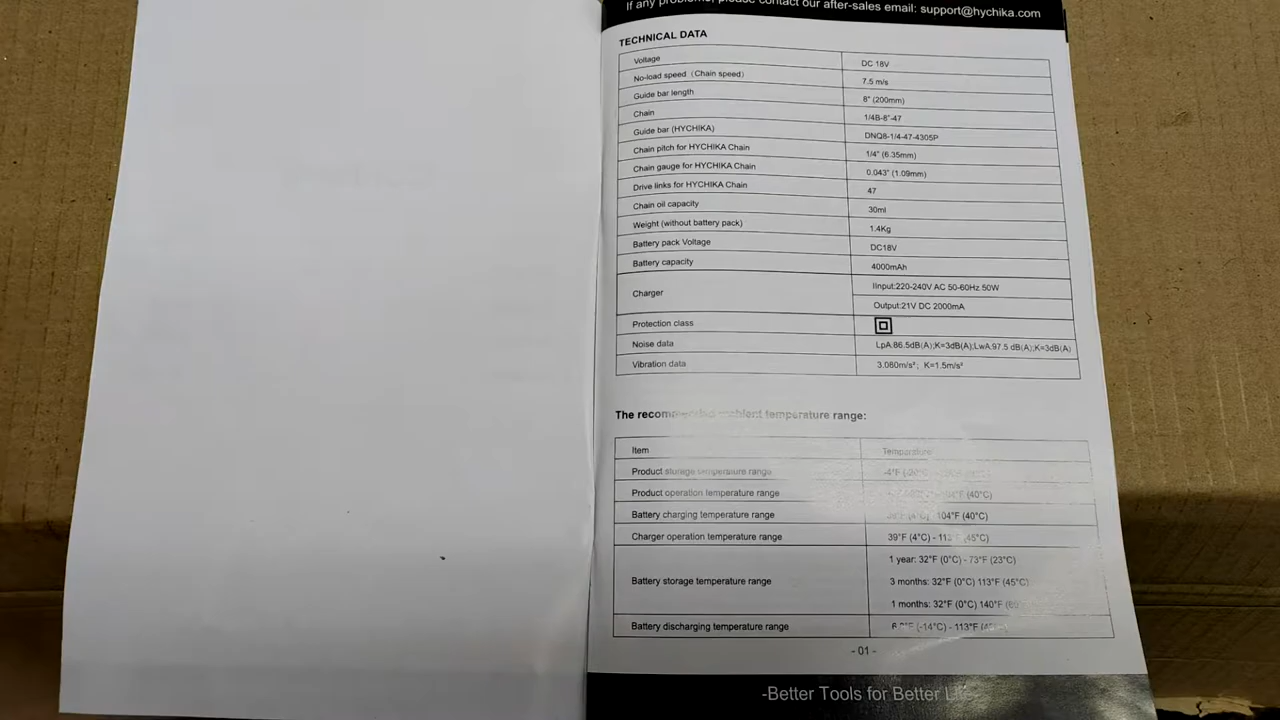 If any problems, please contact our after-sales email: support@hychika.com
TECHNICAL DATA
Voltage DC 18V
No-load speed (Chain speed) 7.5 m/s
Guide bar length 8" (200mm)
Chain 1/4B-8"-47
Guide bar (HYCHIKA) DNQ8-1/4-47-4305P
Chain pitch for HYCHIKA Chain 1/4" (6.35mm)
Chain gauge for HYCHIKA Chain 0.043" (1.09mm)
Drive links for HYCHIKA Chain 47
Chain oil capacity 30ml
Weight (without battery pack) 1.4Kg
Battery pack Voltage DC18V
Battery capacity 4000mAh
Charger IInput:220-240V AC 50-60Hz 50W
Output:21V DC 2000mA
Protection class
Noise data LpA:86.5dB(A);K=3dB(A);LwA:97.5 dB(A);K=3dB(A)
Vibration data 3.080m/s²; K=1.5m/s²
The recommended ambient temperature range:
Item Temperature
Product storage temperature range -4°F
Product operation temperature range (40°C)
Battery charging temperature range (4°C) - 104°F (40°C)
Charger operation temperature range 39°F (4°C) - 113°F (45°C)
1 year: 32°F (0°C) - 73°F (23°C)
Battery storage temperature range 3 months: 32°F (0°C) 113°F (45°C)
1 months: 32°F (0°C) 140°F
Battery discharging temperature range (-14°C) - 113°F
- 01 -
-Better Tools for Better Life-